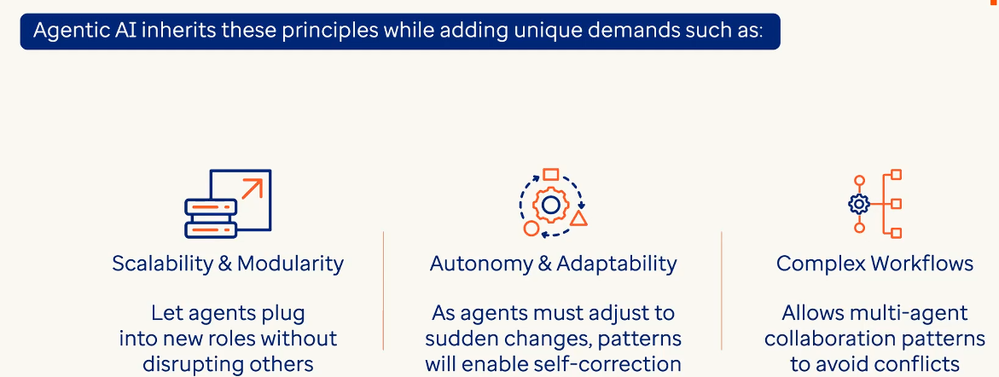 Agentic AI inherits these principles while adding unique demands such as:
Scalability & Modularity
Let agents plug
into new roles without
disrupting others
Autonomy & Adaptability
As agents must adjust to
sudden changes, patterns
will enable self-correction
Complex Workflows
Allows multi-agent
collaboration patterns
to avoid conflicts